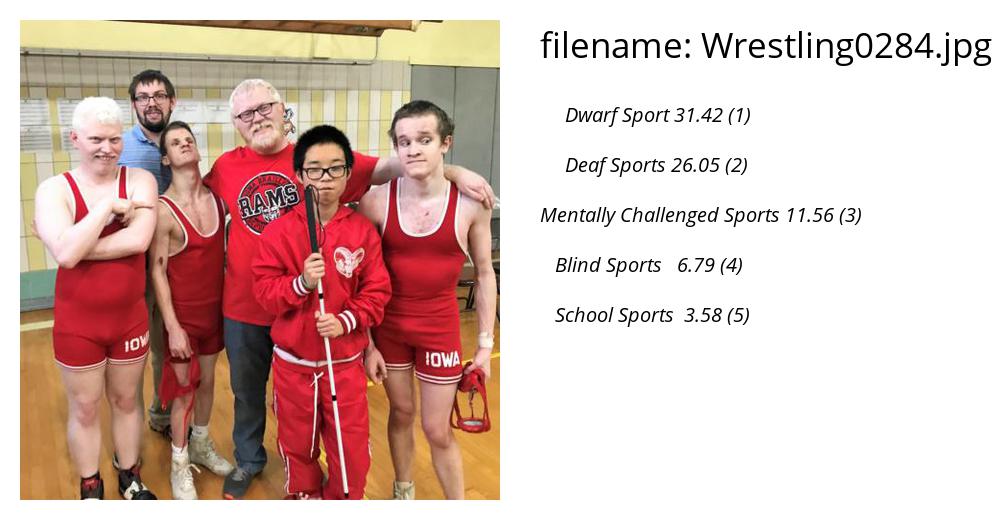 filename: Wrestling0284.jpg
Dwarf Sport 31.42 (1)
Deaf Sports 26.05 (2)
Mentally Challenged Sports 11.56 (3)
Blind Sports 6.79 (4)
School Sports 3.58 (5)
RAMS
IOWA
IOWA